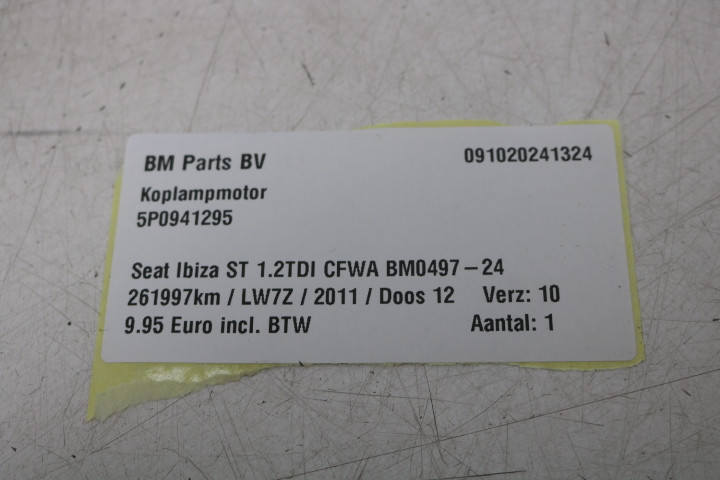 BM Parts BV 091020241324
Koplampmotor
5P0941295
Seat Ibiza ST 1.2TDI CFWA BM0497-24
261997km / LW7Z / 2011 / Doos 12 Verz: 10
9.95 Euro incl. BTW Aantal: 1